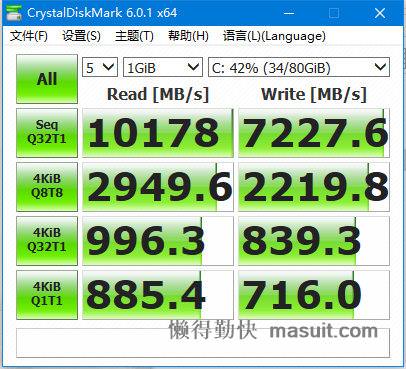 CrystalDiskMark 6.0.1 x64
文件(F) 设置(S) 主题(T) 帮助(H) 语言(L)(Language)
All 5 1GiB C: 42% (34/80GiB)
Read [MB/s] Write [MB/s]
Seq Q32T1 10178 7227.6
4KiB Q8T8 2949.6 2219.8
4KiB Q32T1 996.3 839.3
4KiB Q1T1 885.4 716.0
懒得勤快 masuit.com